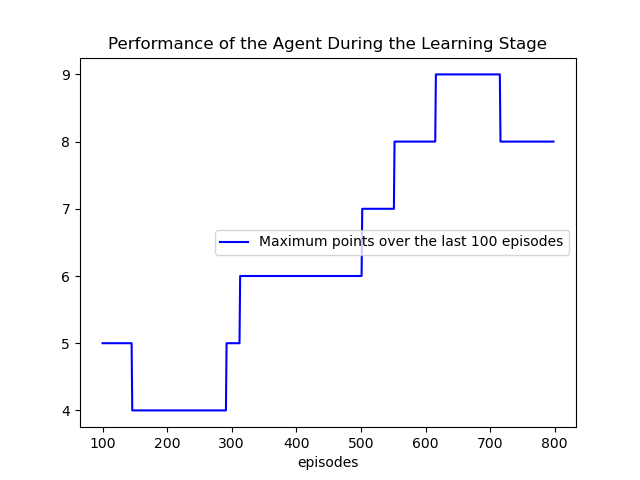 Performance of the Agent During the Learning Stage
9
8
7
6
5
4
Maximum points over the last 100 episodes
100 200 300 400 500 600 700 800
episodes